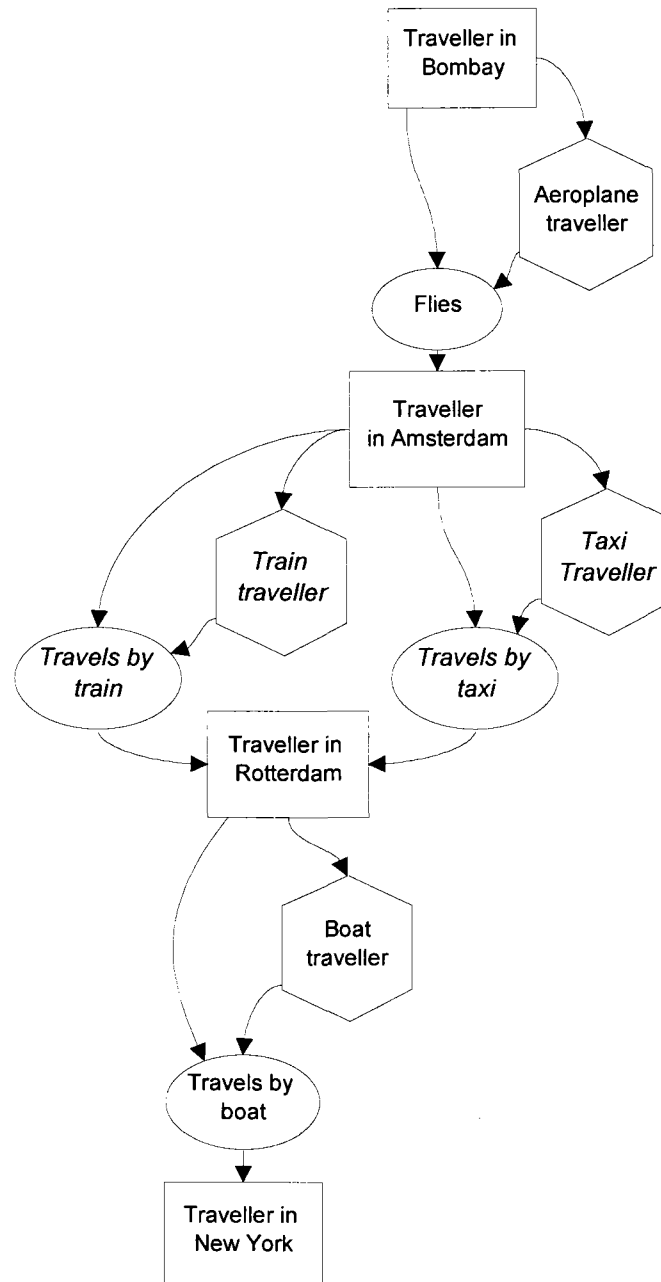 Traveller in
Bombay
Aeroplane
traveller
Flies
Traveller
in Amsterdam
Train
traveller
Taxi
Traveller
Travels by
train
Travels by
taxi
Traveller in
Rotterdam
Boat
traveller
Travels by
boat
Traveller in
New York